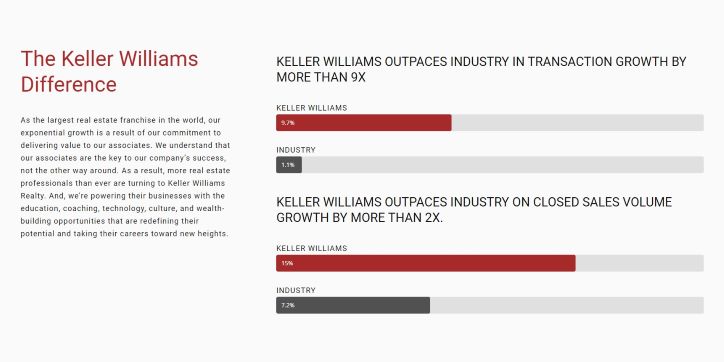 The Keller Williams
Difference
As the largest real estate franchise in the world, our
exponential growth is a result of our commitment to
delivering value to our associates. We understand that
our associates are the key to our company's success,
not the other way around. As a result, more real estate
professionals than ever are turning to Keller Williams
Realty. And, we're powering their businesses with the
education, coaching, technology, culture, and wealth-
building opportunities that are redefining their
potential and taking their careers toward new heights.
KELLER WILLIAMS OUTPACES INDUSTRY IN TRANSACTION GROWTH BY
MORE THAN 9X
KELLER WILLIAMS
9.7%
INDUSTRY
1.1%
KELLER WILLIAMS OUTPACES INDUSTRY ON CLOSED SALES VOLUME
GROWTH BY MORE THAN 2X.
KELLER WILLIAMS
15%
INDUSTRY
7.2%